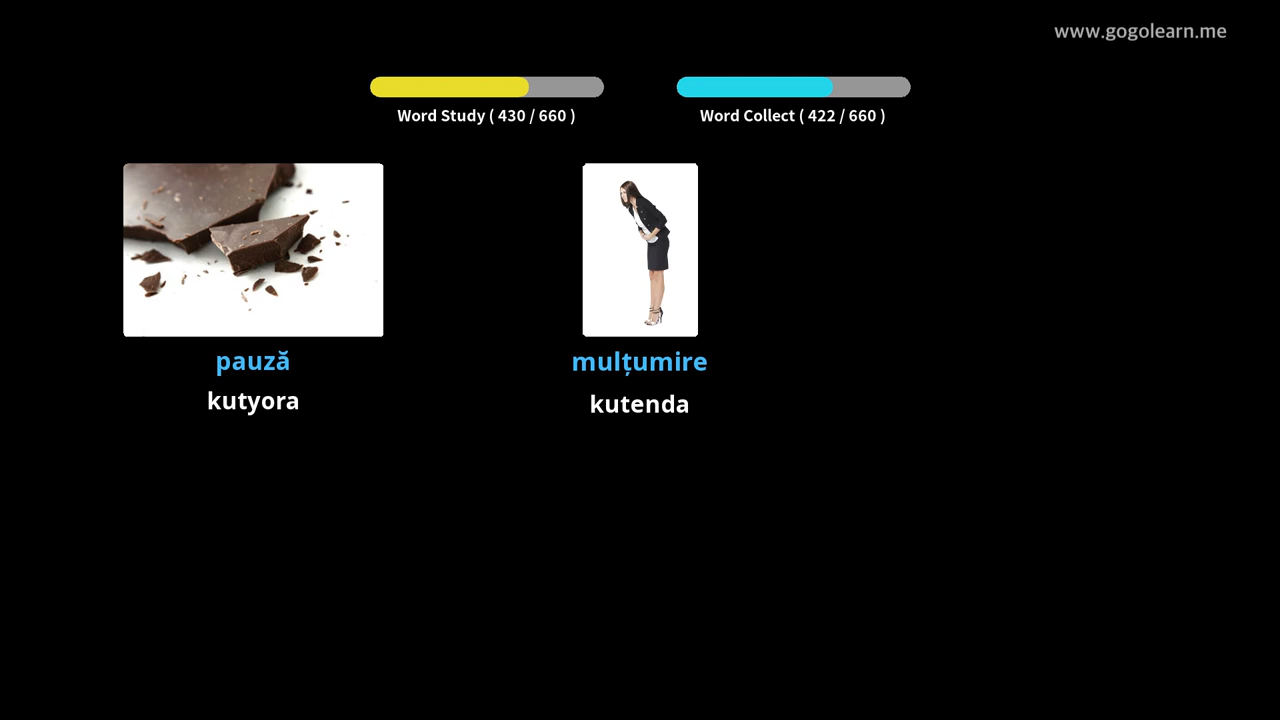 www.gogolearn.me
Word Study ( 430 / 660 )
Word Collect ( 422 / 660 )
pauză
mulțumire
kutyora
kutenda